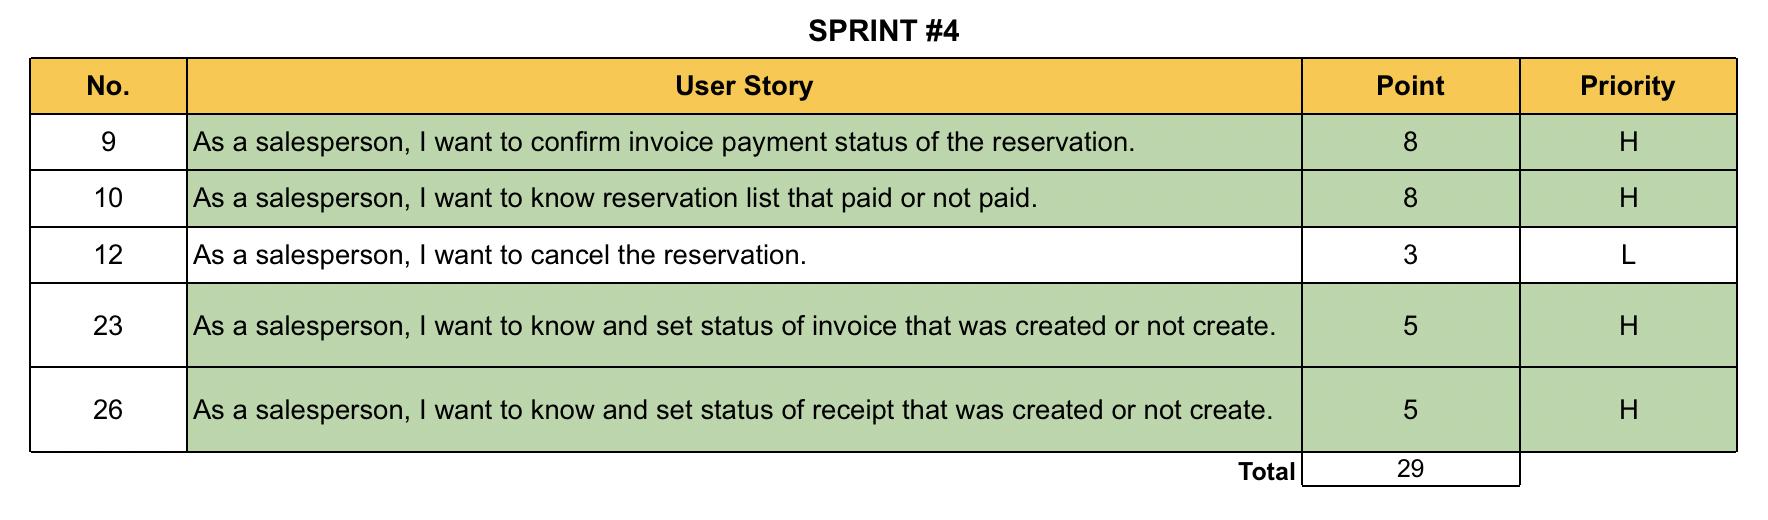 SPRINT #4
No. User Story Point Priority
9 As a salesperson, I want to confirm invoice payment status of the reservation. 8 H
10 As a salesperson, I want to know reservation list that paid or not paid. 8 H
12 As a salesperson, I want to cancel the reservation. 3 L
23 As a salesperson, I want to know and set status of invoice that was created or not create. 5 H
26 As a salesperson, I want to know and set status of receipt that was created or not create. 5 H
Total 29